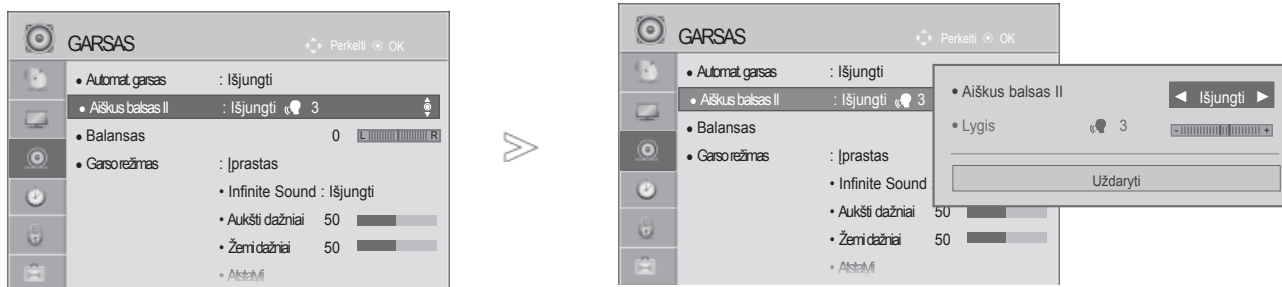 GARSAS Perkelti OK
• Automat. garsas : Išjungti
• Aiškus balsas II : Išjungti 3
• Balansas 0 L R
• Garso režimas : Įprastas
• Infinite Sound : Išjungti
• Aukšti dažniai 50
• Žemi dažniai 50
• Atstatyti
GARSAS Perkelti OK
• Automat. garsas : Išjungti
• Aiškus balsas II : Išjungti 3
• Balansas
• Garso režimas : Įprastas
• Infinite Sound :
• Aukšti dažniai 50
• Žemi dažniai 50
• Atstatyti
• Aiškus balsas II ◀ Išjungti ▶
• Lygis 3 - +
Uždaryti